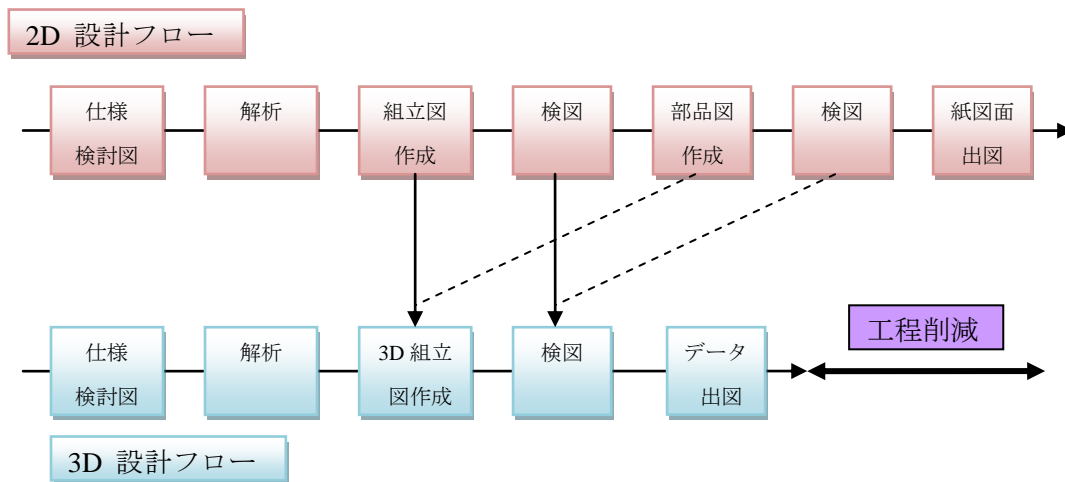 2D 設計フロー
仕様
検討図
解析
組立図
作成
検図
部品図
作成
検図
紙図面
出図
仕様
検討図
解析
3D 組立
図作成
検図
データ
出図
工程削減
3D 設計フロー